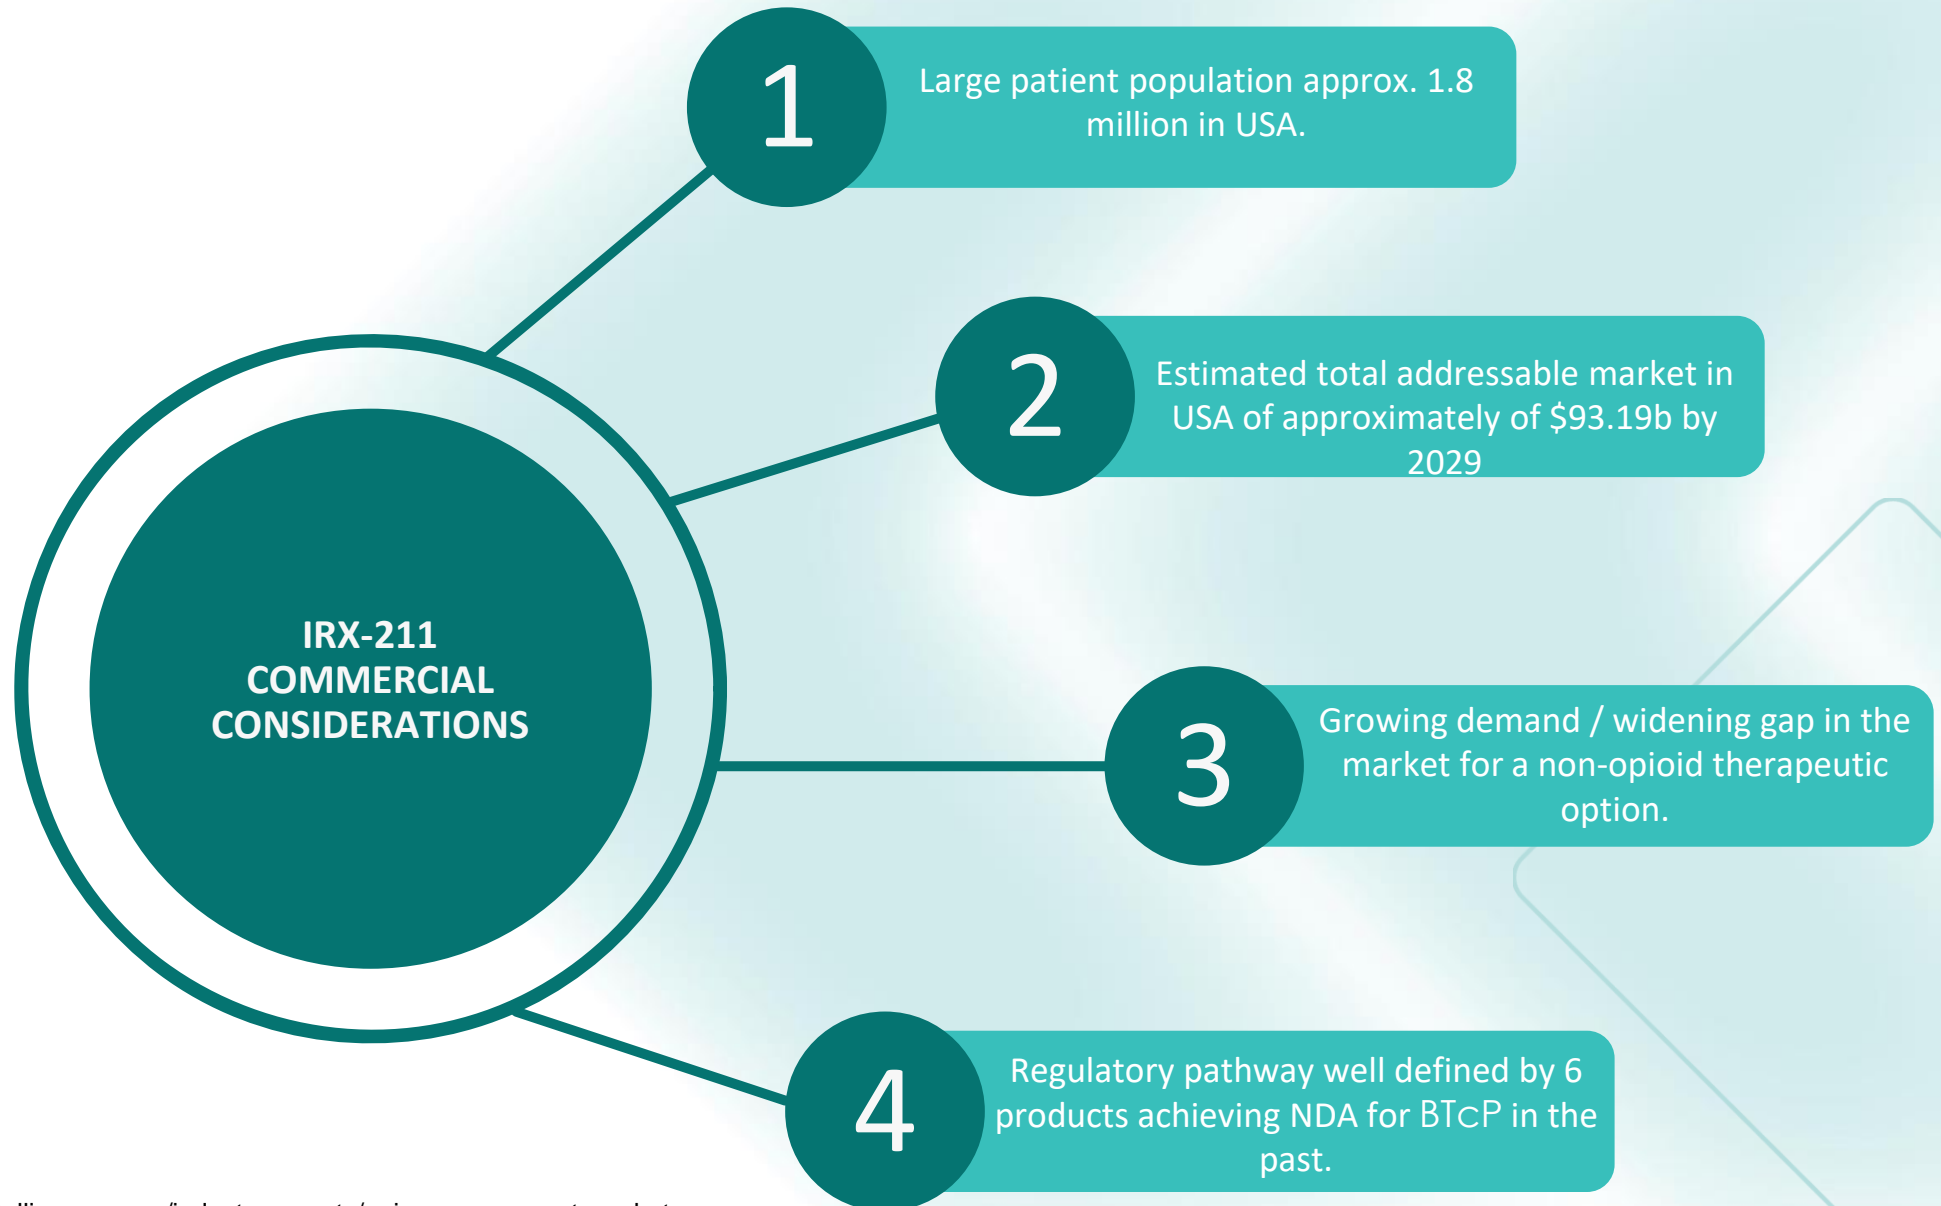 1
Large patient population approx. 1.8
million in USA.
2
Estimated total addressable market in
USA of approximately of $93.19b by
2029
IRX-211
COMMERCIAL
CONSIDERATIONS
3
Growing demand / widening gap in the
market for a non-opioid therapeutic
option.
4
Regulatory pathway well defined by 6
products achieving NDA for BTcP in the
past.